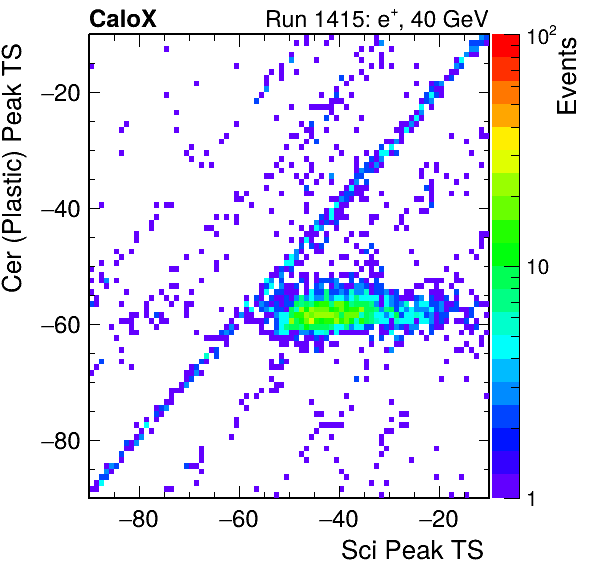 CaloX Run 1415: e⁺, 40 GeV
Cer (Plastic) Peak TS
−20
−40
−60
−80
−80 −60 −40 −20
Sci Peak TS
10²
10
1
Events